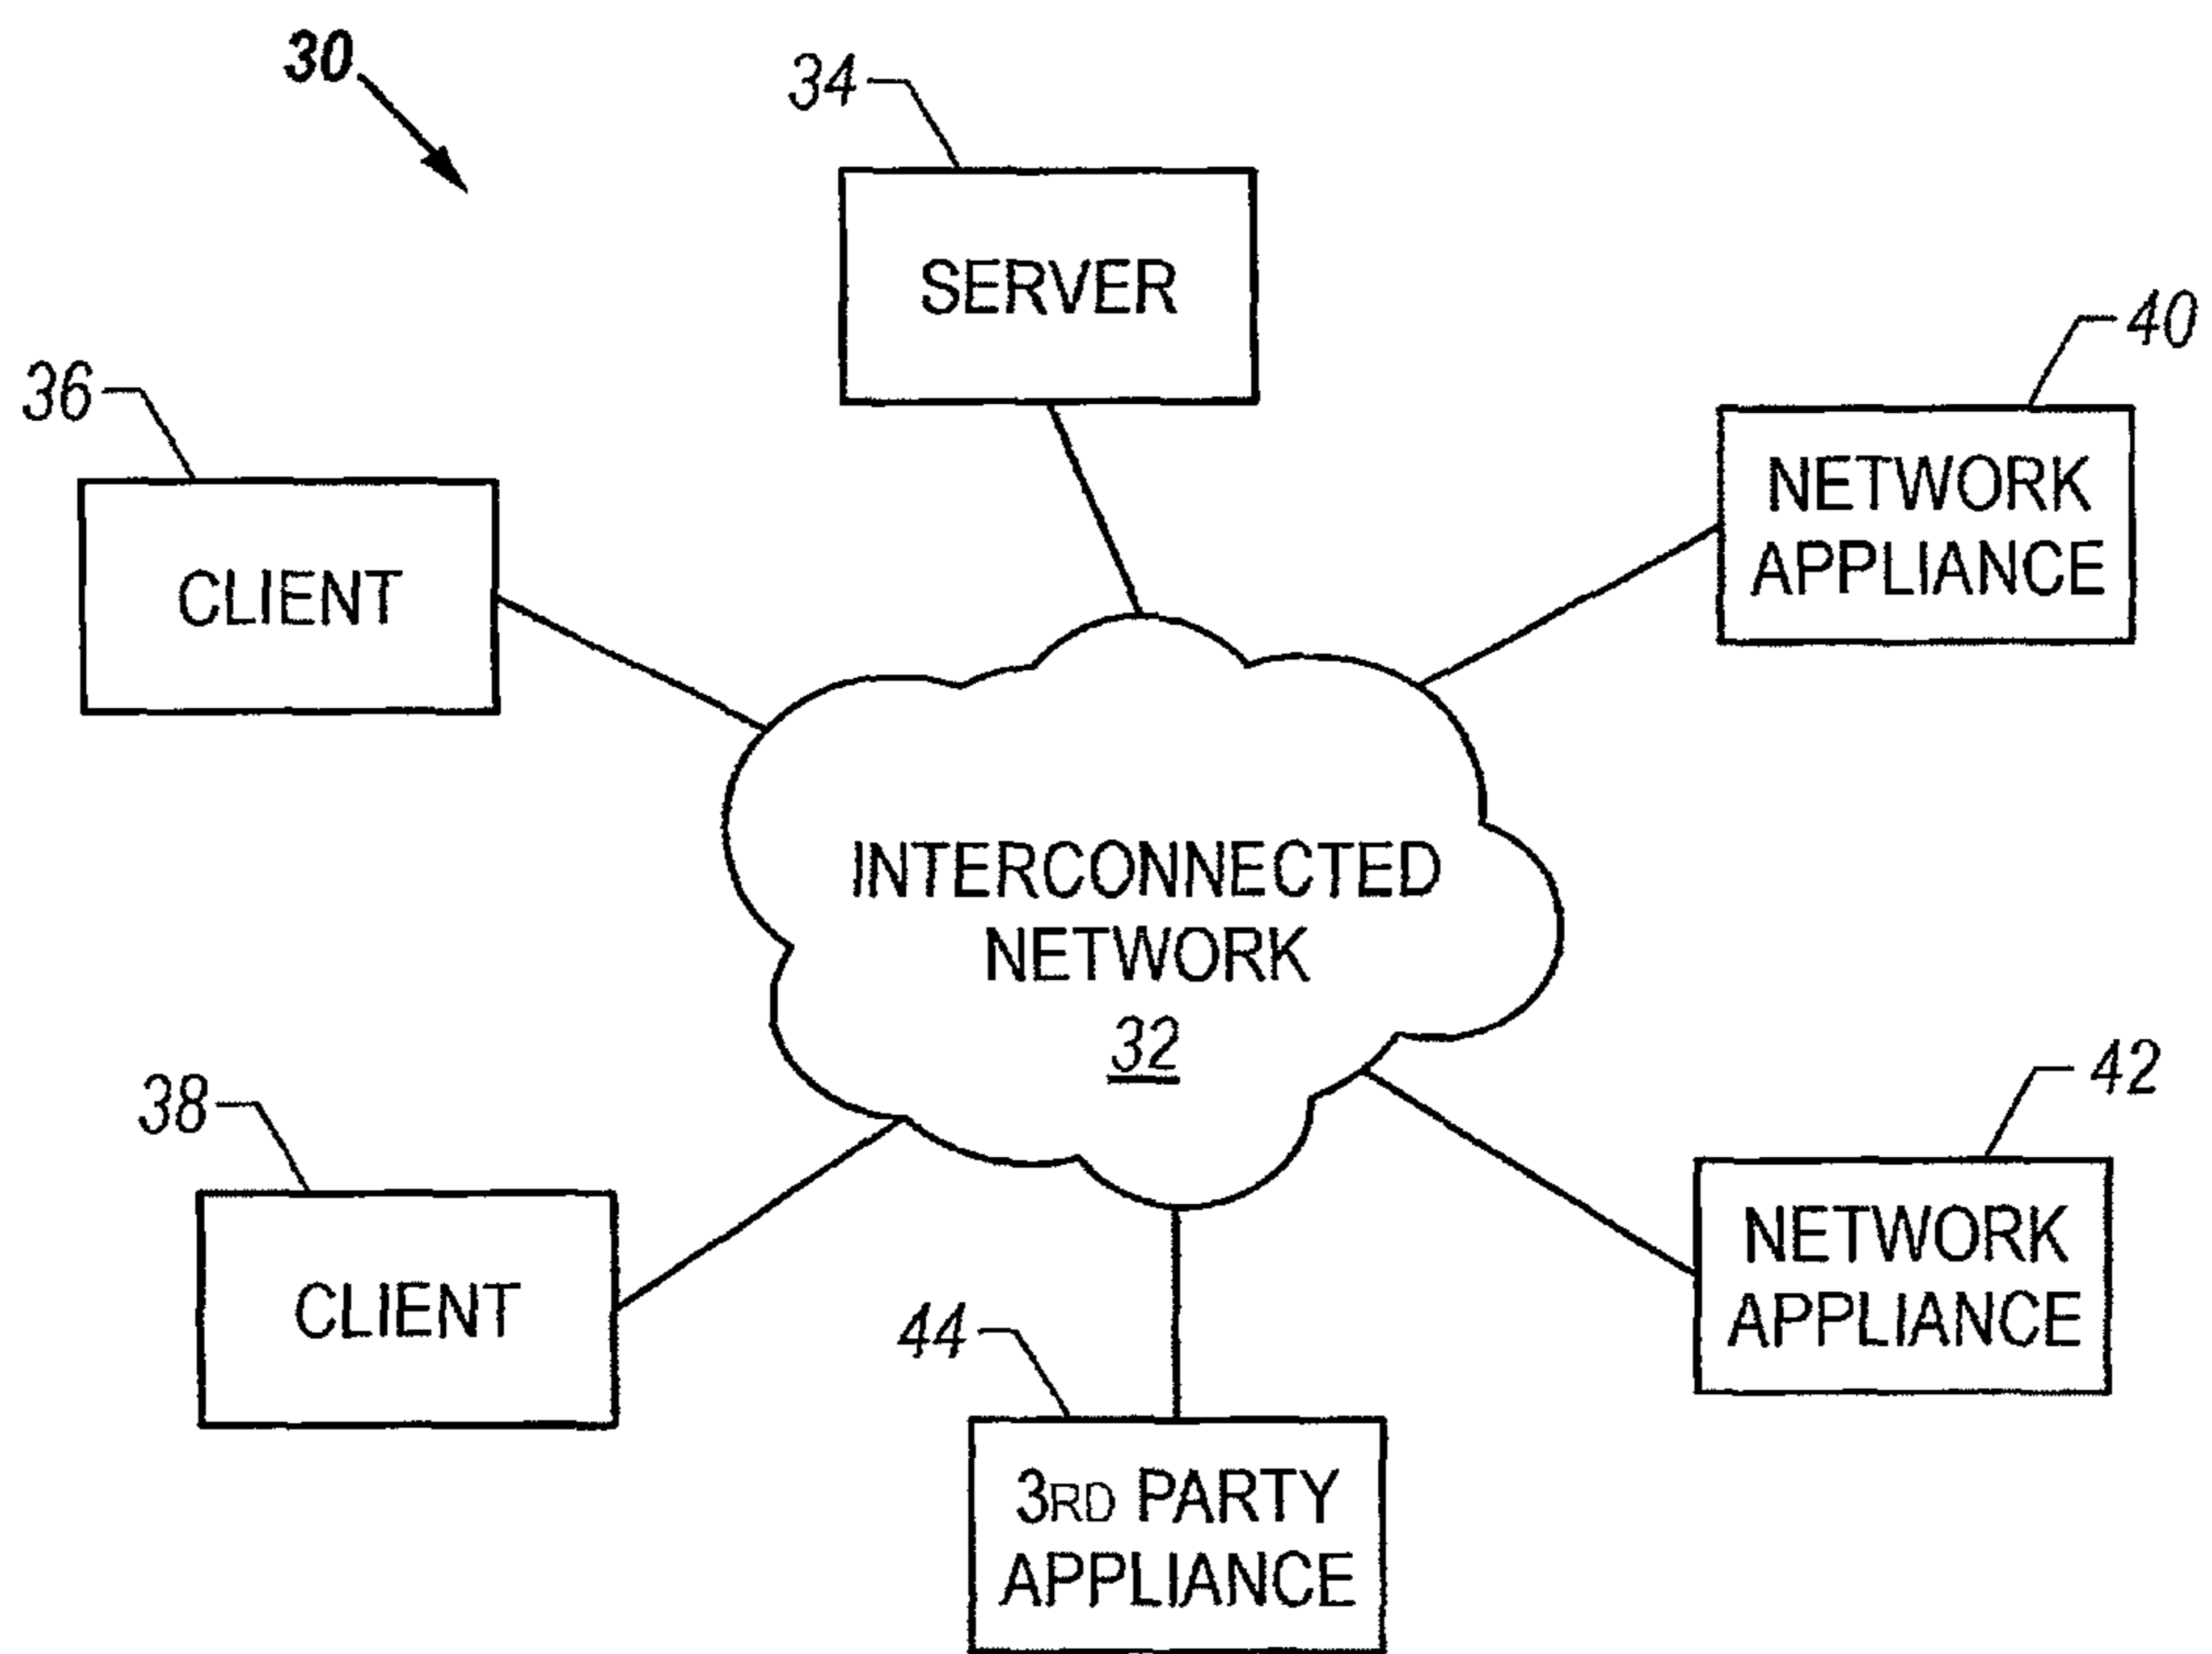 30
34
SERVER
40
36
NETWORK
APPLIANCE
CLIENT
INTERCONNECTED
NETWORK
32
38
42
CLIENT
NETWORK
APPLIANCE
44
3RD PARTY
APPLIANCE